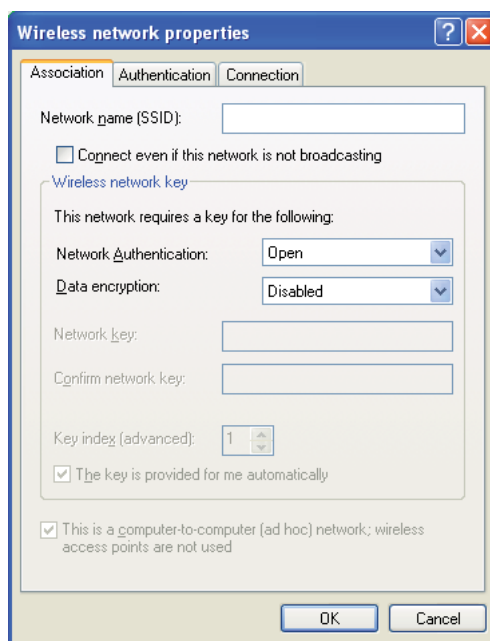 Wireless network properties
Association Authentication Connection
Network name (SSID):
Connect even if this network is not broadcasting
Wireless network key
This network requires a key for the following:
Network Authentication: Open
Data encryption: Disabled
Network key:
Confirm network key:
Key index (advanced): 1
The key is provided for me automatically
This is a computer-to-computer (ad hoc) network; wireless
access points are not used
OK Cancel